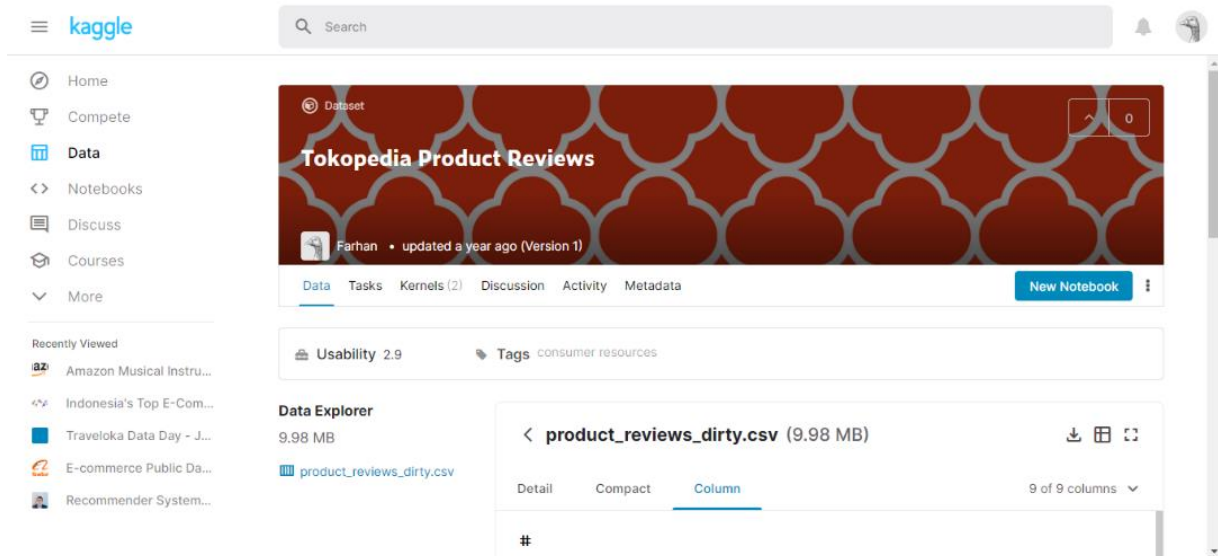 kaggle
Search
Home
Compete
Data
Notebooks
Discuss
Courses
More
Recently Viewed
Amazon Musical Instru...
Indonesia's Top E-Com...
Traveloka Data Day - J...
E-commerce Public Da...
Recommender System...
Dataset
0
Tokopedia Product Reviews
Farhan • updated a year ago (Version 1)
Data Tasks Kernels (2) Discussion Activity Metadata
New Notebook
Usability 2.9 Tags consumer resources
Data Explorer
9.98 MB
product_reviews_dirty.csv
< product_reviews_dirty.csv (9.98 MB)
Detail Compact Column 9 of 9 columns
#